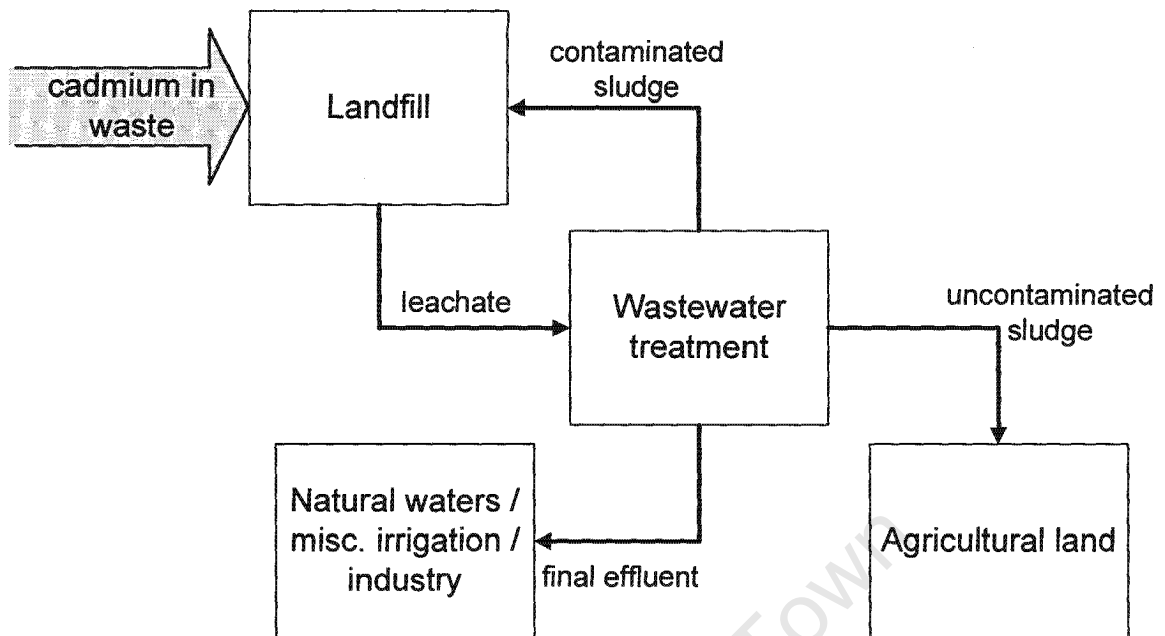 cadmium in
waste
Landfill
contaminated
sludge
leachate
Wastewater
treatment
uncontaminated
sludge
Natural waters /
misc. irrigation /
industry
final effluent
Agricultural land
Town